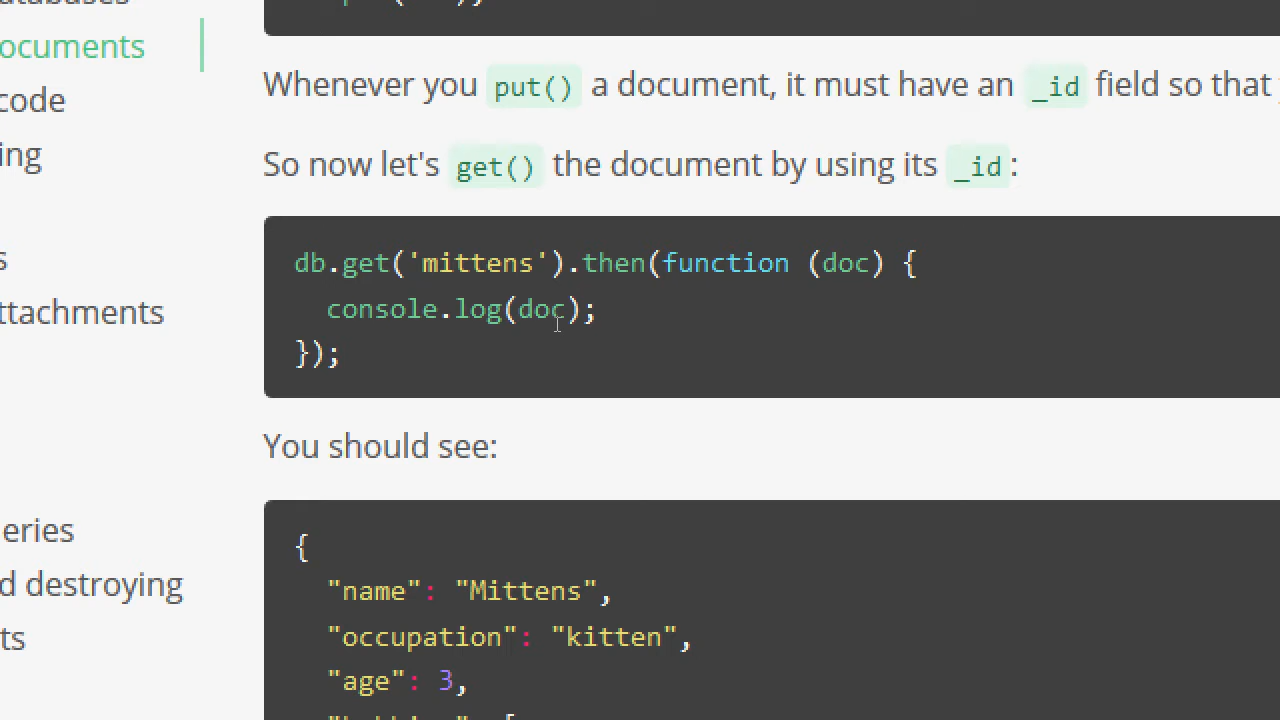 ocuments
code
ing
s
ttachments
eries
d destroying
ts
Whenever you put() a document, it must have an _id field so that
So now let's get() the document by using its _id:
db.get('mittens').then(function (doc) {
  console.log(doc);
});
You should see:
{
  "name": "Mittens",
  "occupation": "kitten",
  "age": 3,